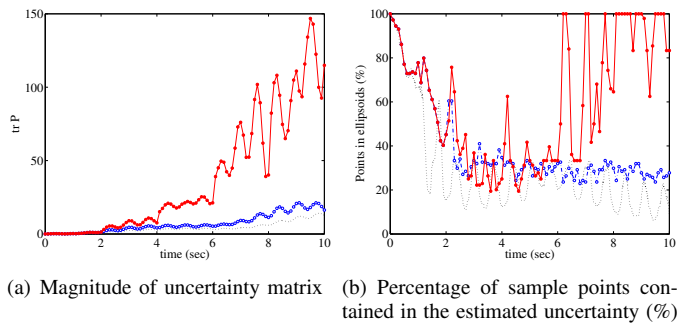 150
100
50
0
tr P
0 2 4 6 8 10
time (sec)
100
80
60
40
20
0
Points in ellipsoids (%)
0 2 4 6 8 10
time (sec)
(a) Magnitude of uncertainty matrix
(b) Percentage of sample points con-
tained in the estimated uncertainty (%)